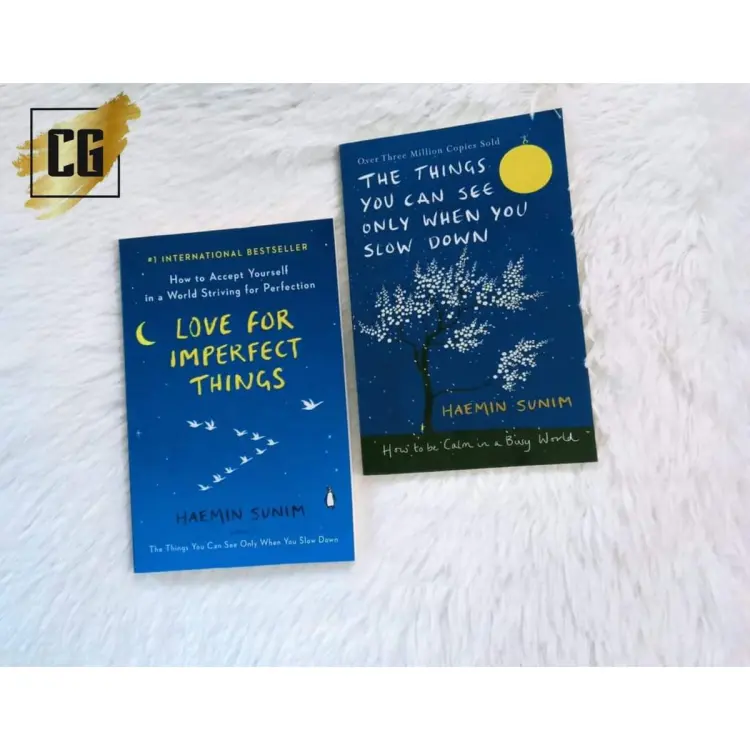 CG
#1 INTERNATIONAL BESTSELLER
How to Accept Yourself
in a World Striving for Perfection
LOVE FOR
IMPERFECT
THINGS
HAEMIN SUNIM
The Things You Can See Only When You Slow Down
Over Three Million Copies Sold
THE THINGS
YOU CAN SEE
ONLY WHEN YOU
SLOW DOWN
HAEMIN SUNIM
How to be Calm in a Busy World